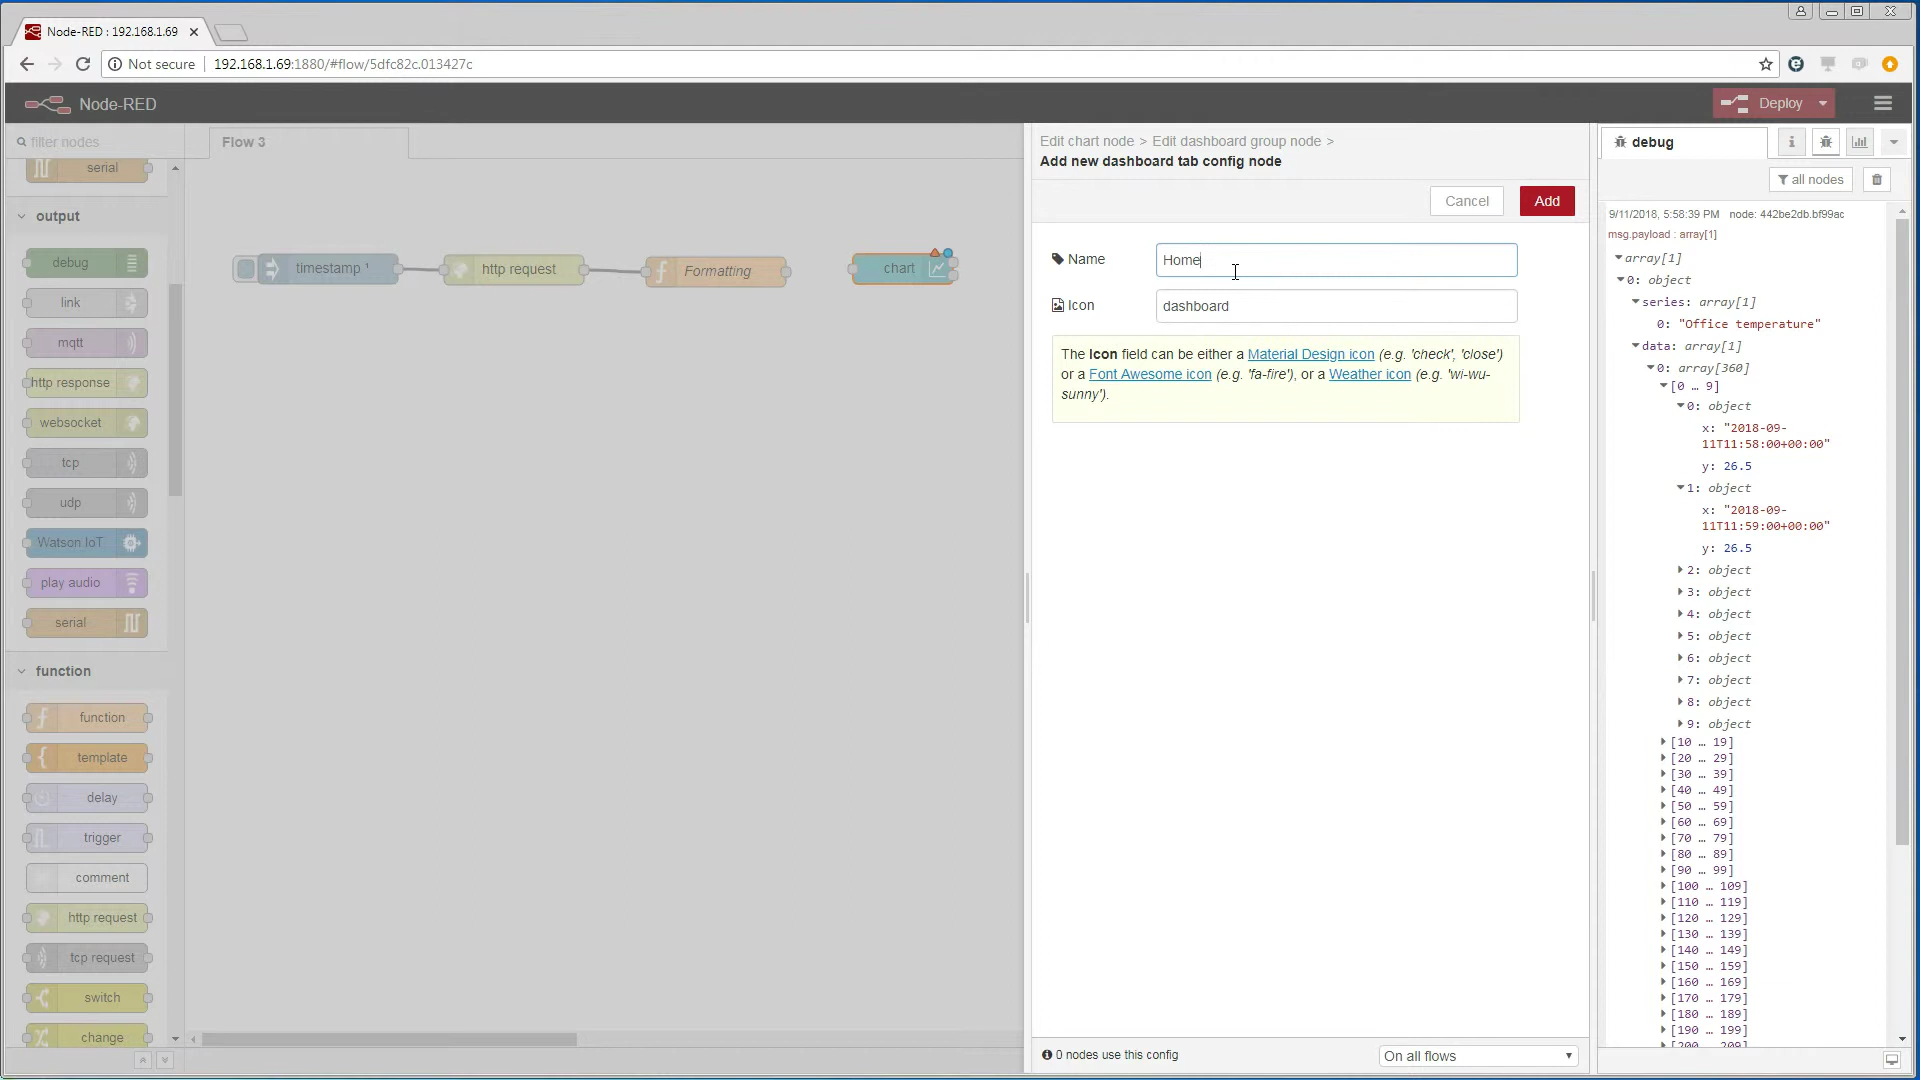 Node-RED : 192.168.1.69
Not secure
192.168.1.69:1880/#flow/5dfc82c.013427c
Node-RED
Deploy
filter nodes
serial
output
debug
link
mqtt
http response
websocket
tcp
udp
Watson IoT
play audio
serial
function
function
template
delay
trigger
comment
http request
tcp request
switch
change
Flow 3
timestamp ¹
http request
Formatting
chart
Edit chart node > Edit dashboard group node >
Add new dashboard tab config node
Cancel
Add
Name
Home
Icon
dashboard
The Icon field can be either a Material Design icon (e.g. 'check', 'close')
or a Font Awesome icon (e.g. 'fa-fire'), or a Weather icon (e.g. 'wi-wu-
sunny').
0 nodes use this config
On all flows
debug
all nodes
9/11/2018, 5:58:39 PM node: 442be2db.bf99ac
msg.payload : array[1]
array[1]
0: object
series: array[1]
0: "Office temperature"
data: array[1]
0: array[360]
[0 … 9]
0: object
x: "2018-09-
11T11:58:00+00:00"
y: 26.5
1: object
x: "2018-09-
11T11:59:00+00:00"
y: 26.5
2: object
3: object
4: object
5: object
6: object
7: object
8: object
9: object
[10 … 19]
[20 … 29]
[30 … 39]
[40 … 49]
[50 … 59]
[60 … 69]
[70 … 79]
[80 … 89]
[90 … 99]
[100 … 109]
[110 … 119]
[120 … 129]
[130 … 139]
[140 … 149]
[150 … 159]
[160 … 169]
[170 … 179]
[180 … 189]
[190 … 199]
[200 … 209]